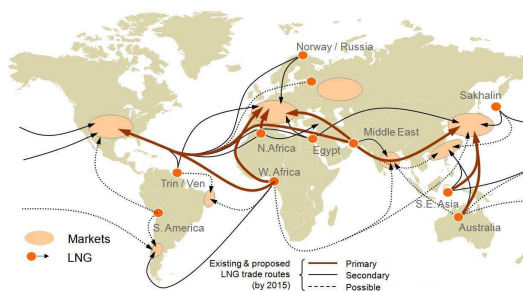 Norway / Russia
Sakhalin
Middle East
N.Africa
Egypt
Trin / Ven
W. Africa
S.E. Asia
S. America
Australia
Markets
LNG
Existing & proposed
LNG trade routes
(by 2015)
Primary
Secondary
Possible